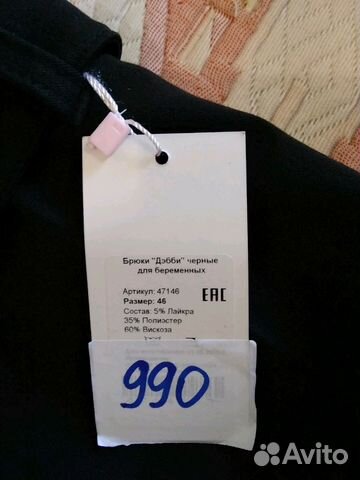 Брюки "Дэбби" черные
для беременных
Артикул: 47146
Размер: 46
Состав: 5% Лайкра
35% Полиэстер
60% Вискоза
EAC
990
Avito